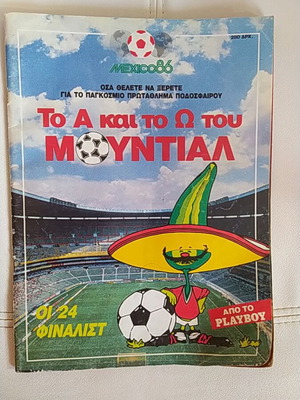 200 ΔΡΧ.
MEXICO86
ΟΣΑ ΘΕΛΕΤΕ ΝΑ ΞΕΡΕΤΕ
ΓΙΑ ΤΟ ΠΑΓΚΟΣΜΙΟ ΠΡΩΤΑΘΛΗΜΑ ΠΟΔΟΣΦΑΙΡΟΥ
Το Α και το Ω του
ΜΟΥΝΤΙΑΛ
ΟΙ 24
ΦΙΝΑΛΙΣΤ
ΑΠΟ ΤΟ
PLAYBOY